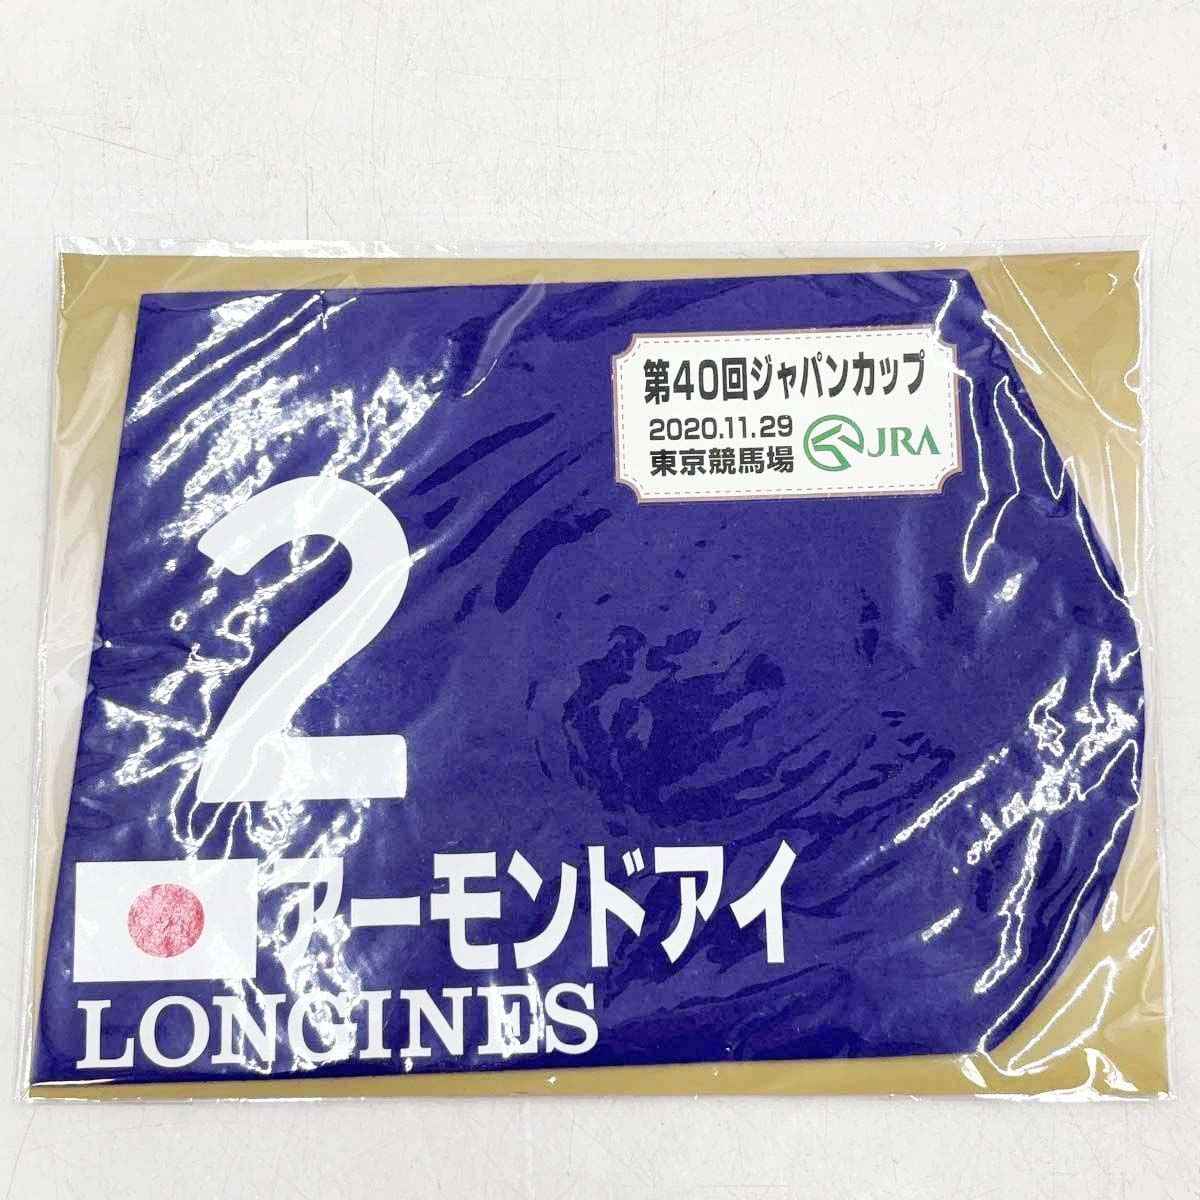 第40回ジャパンカップ
2020.11.29
東京競馬場
JRA
2
アーモンドアイ
LONGINES